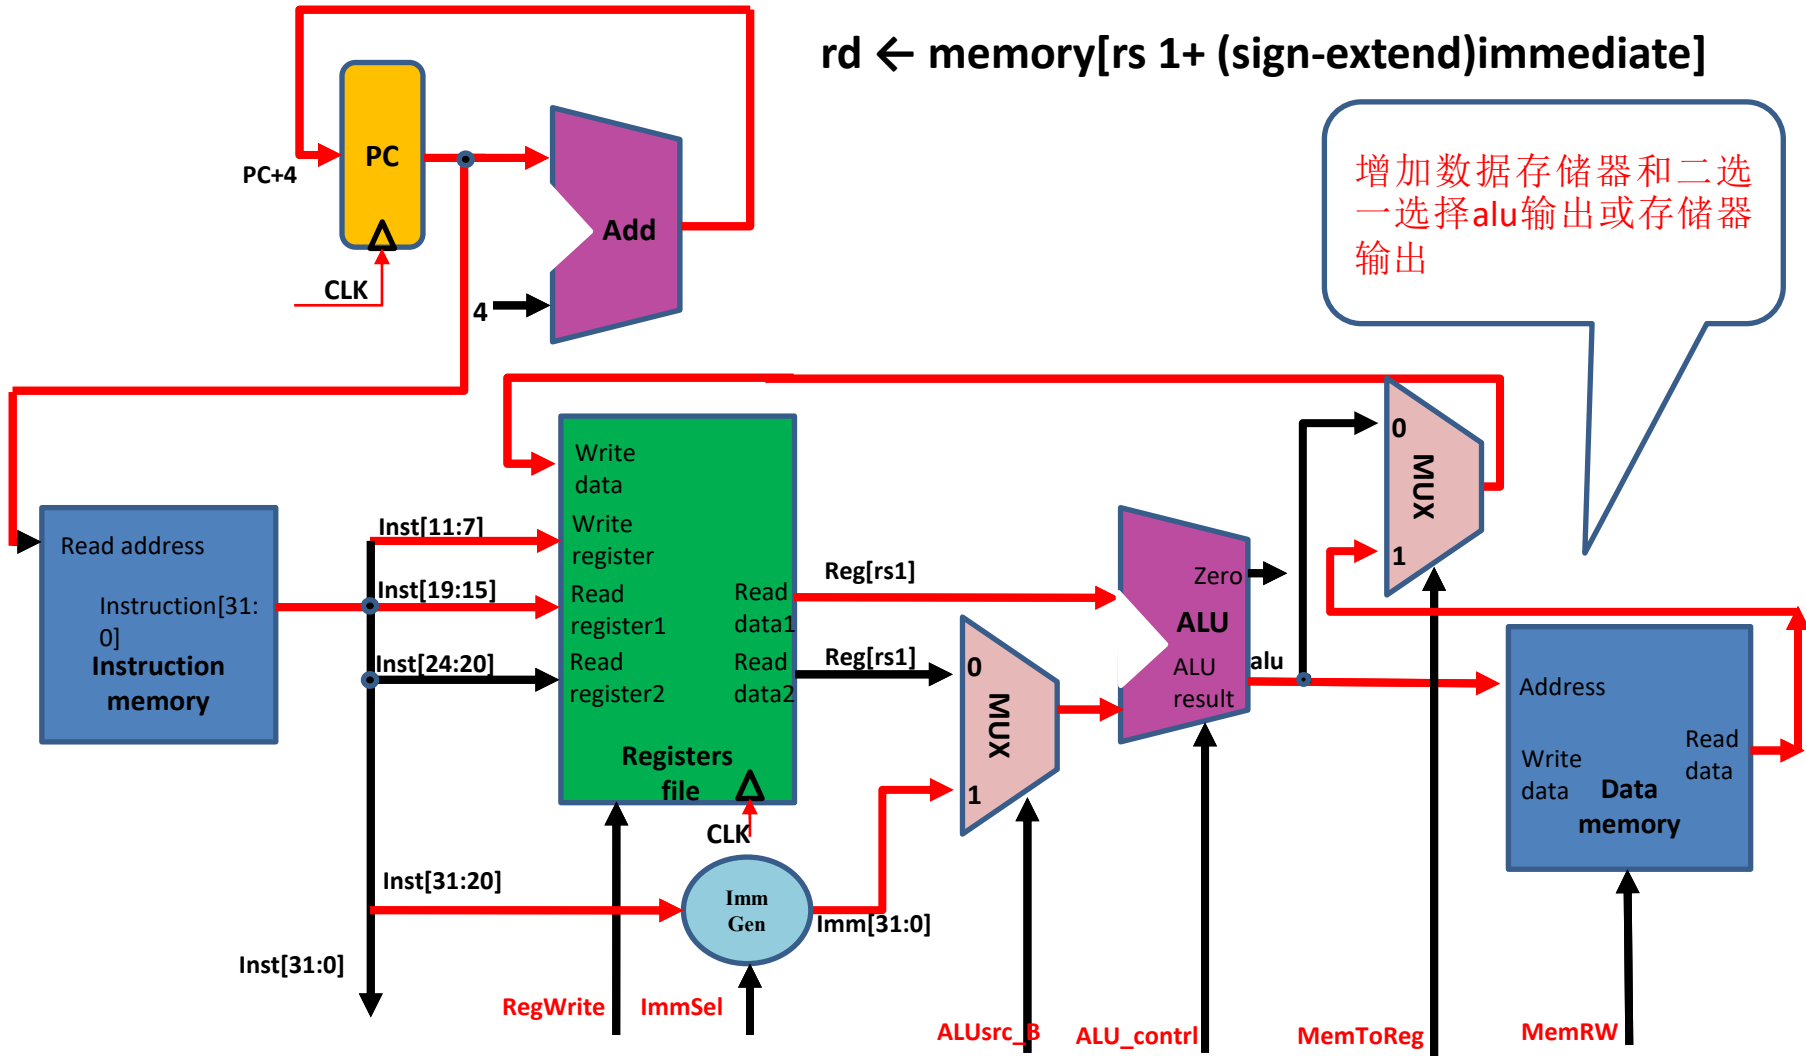 rd ← memory[rs 1+ (sign-extend)immediate]
增加数据存储器和二选
一选择alu输出或存储器
输出
PC
PC+4
CLK
Add
4
Read address
Instruction[31:
0]
Instruction
memory
Inst[11:7]
Inst[19:15]
Inst[24:20]
Inst[31:20]
Inst[31:0]
Write
data
Write
register
Read
register1
Read
register2
Read
data1
Read
data2
Registers
file
CLK
Imm
Gen
Imm[31:0]
Reg[rs1]
Reg[rs1]
0
MUX
1
Zero
ALU
ALU
result
alu
0
MUX
1
Address
Write
data
Read
data
Data
memory
RegWrite
ImmSel
ALUsrc_B
ALU_contrl
MemToReg
MemRW